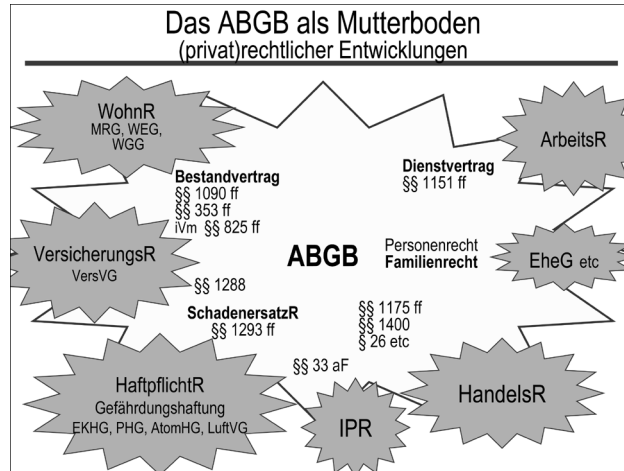 Das ABGB als Mutterboden
(privat)rechtlicher Entwicklungen
WohnR
MRG, WEG,
WGG
ArbeitsR
Bestandvertrag
§§ 1090 ff
§§ 353 ff
iVm §§ 825 ff
Dienstvertrag
§§ 1151 ff
VersicherungsR
VersVG
ABGB
Personenrecht
Familienrecht
EheG etc
§§ 1288
SchadenersatzR
§§ 1293 ff
§§ 1175 ff
§§ 1400
§ 26 etc
§§ 33 aF
HaftpflichtR
Gefährdungshaftung
EKHG, PHG, AtomHG, LuftVG
IPR
HandelsR